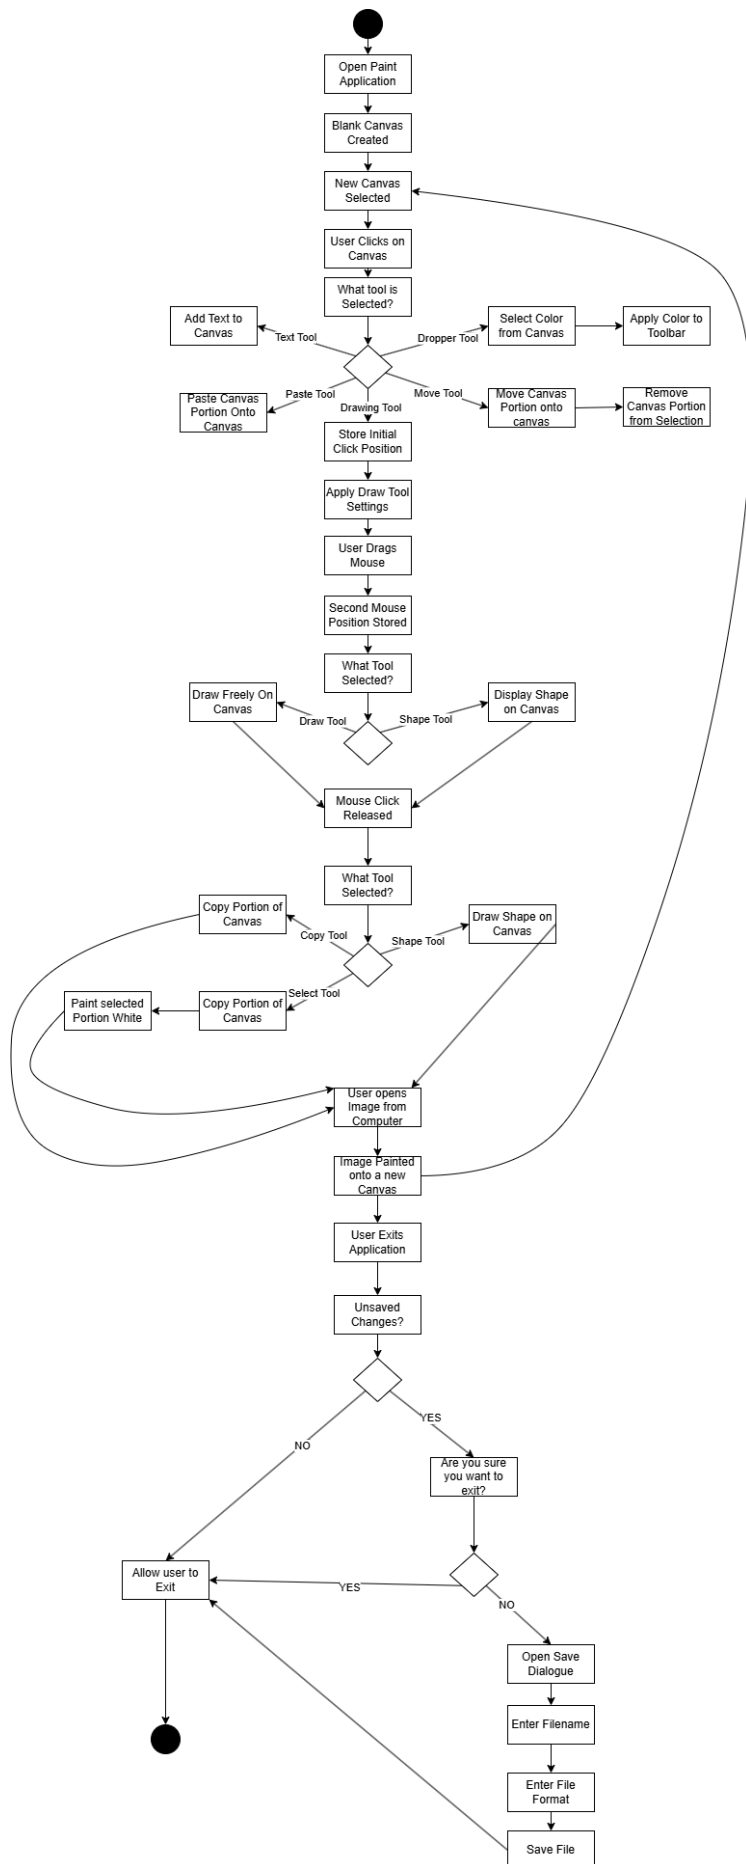 Open Paint
Application
Blank Canvas
Created
New Canvas
Selected
User Clicks on
Canvas
What tool is
Selected?
Add Text to
Canvas
Text Tool
Dropper Tool
Select Color
from Canvas
Apply Color to
Toolbar
Paste Canvas
Portion Onto
Canvas
Paste Tool
Drawing Tool
Move Tool
Move Canvas
Portion onto
canvas
Remove
Canvas Portion
from Selection
Store Initial
Click Position
Apply Draw Tool
Settings
User Drags
Mouse
Second Mouse
Position Stored
What Tool
Selected?
Draw Freely On
Canvas
Draw Tool
Shape Tool
Display Shape
on Canvas
Mouse Click
Released
What Tool
Selected?
Copy Portion of
Canvas
Copy Tool
Shape Tool
Draw Shape on
Canvas
Select Tool
Copy Portion of
Canvas
Paint selected
Portion White
User opens
Image from
Computer
Image Painted
onto a new
Canvas
User Exits
Application
Unsaved
Changes?
NO
YES
Are you sure
you want to
exit?
Allow user to
Exit
YES
NO
Open Save
Dialogue
Enter Filename
Enter File
Format
Save File